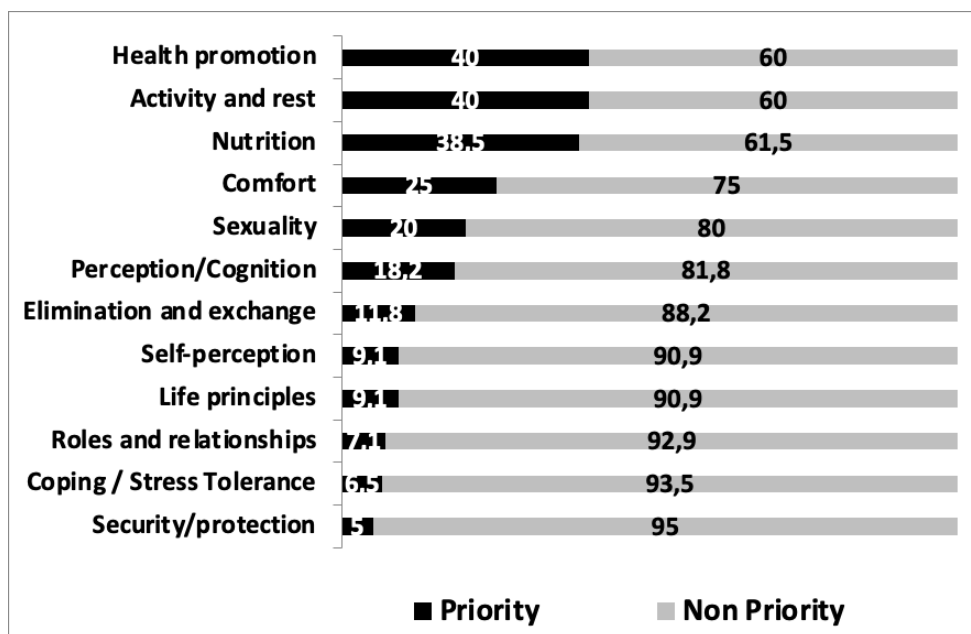 Health promotion 40 60
Activity and rest 40 60
Nutrition 38,5 61,5
Comfort 25 75
Sexuality 20 80
Perception/Cognition 18,2 81,8
Elimination and exchange 11,8 88,2
Self-perception 9,1 90,9
Life principles 9,1 90,9
Roles and relationships 7,1 92,9
Coping / Stress Tolerance 6,5 93,5
Security/protection 5 95
Priority Non Priority